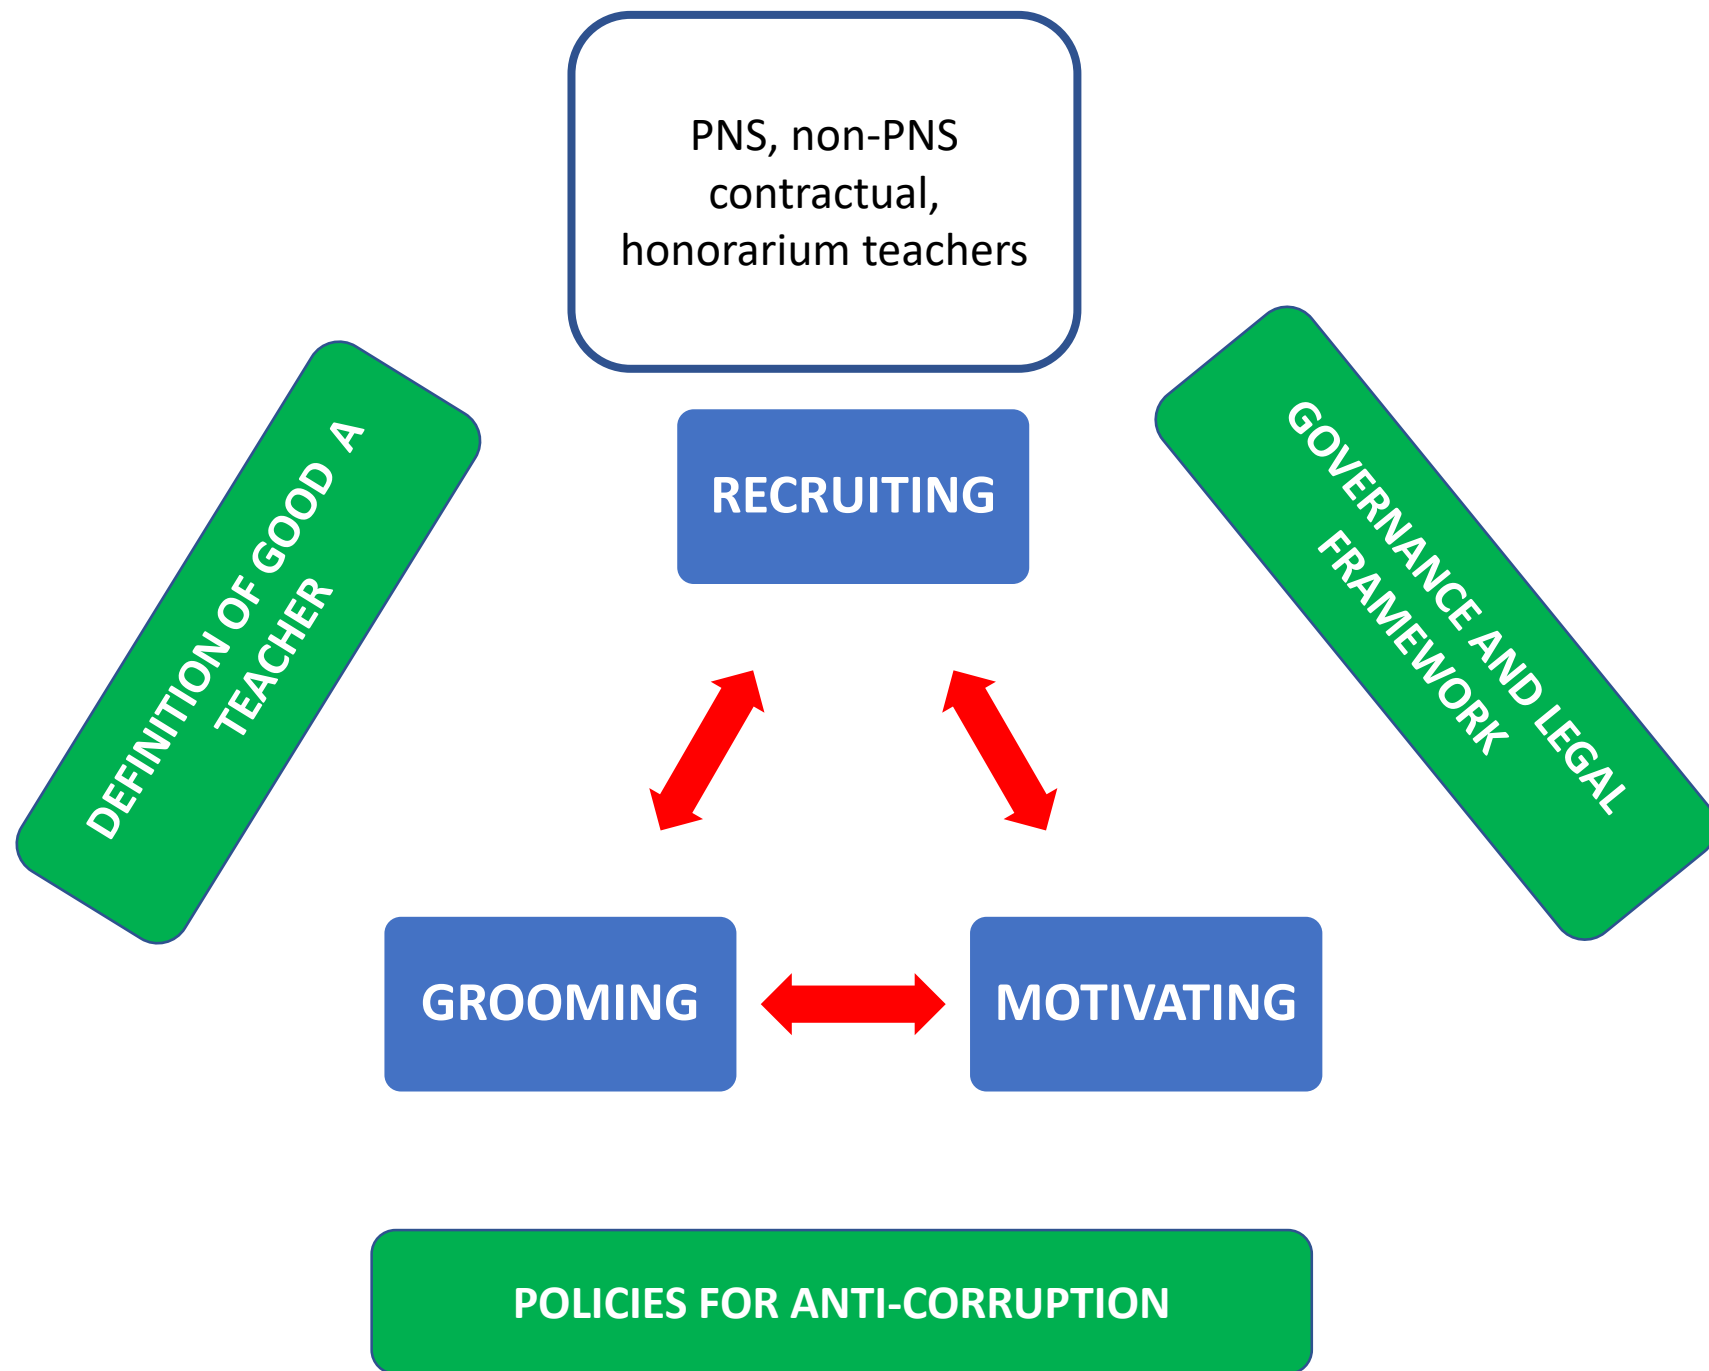 PNS, non-PNS
contractual,
honorarium teachers
RECRUITING
DEFINITION OF GOOD A
TEACHER
GOVERNANCE AND LEGAL
FRAMEWORK
GROOMING
MOTIVATING
POLICIES FOR ANTI-CORRUPTION